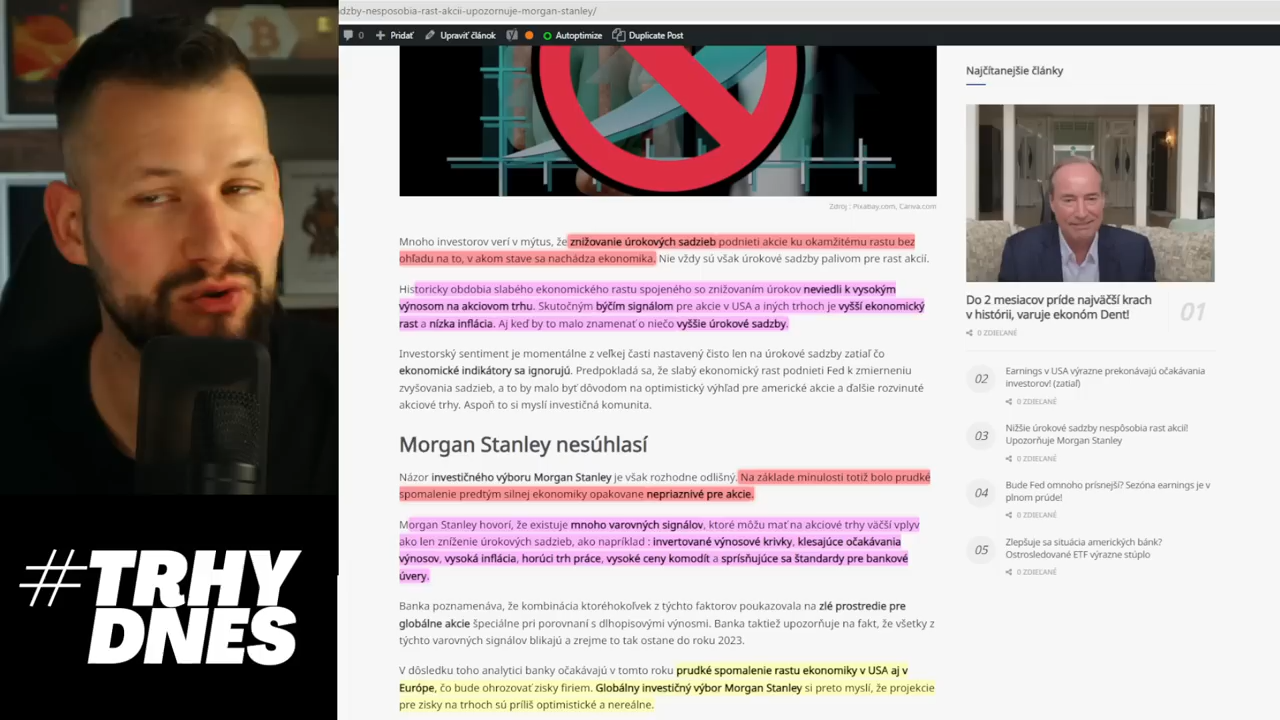 adzby-nesposobia-rast-akcii-upozornuje-morgan-stanley/
0 Pridať Upraviť článok Autoptimize Duplicate Post
Najčítanejšie články
Zdroj : Pixabay.com, Canva.com
Mnoho investorov verí v mýtus, že znižovanie úrokových sadzieb podnieti akcie ku okamžitému rastu bez
ohľadu na to, v akom stave sa nachádza ekonomika. Nie vždy sú však úrokové sadzby palivom pre rast akcií.
Historicky obdobia slabého ekonomického rastu spojeného so znižovaním úrokov neviedli k vysokým
výnosom na akciovom trhu. Skutočným býčím signálom pre akcie v USA a iných trhoch je vyšší ekonomický
rast a nízka inflácia. Aj keď by to malo znamenať o niečo vyššie úrokové sadzby.
Investorský sentiment je momentálne z veľkej časti nastavený čisto len na úrokové sadzby zatiaľ čo
ekonomické indikátory sa ignorujú. Predpokladá sa, že slabý ekonomický rast podnieti Fed k zmierneniu
zvyšovania sadzieb, a to by malo byť dôvodom na optimistický výhľad pre americké akcie a ďalšie rozvinuté
akciové trhy. Aspoň to si myslí investičná komunita.
Morgan Stanley nesúhlasí
Názor investičného výboru Morgan Stanley je však rozhodne odlišný. Na základe minulosti totiž bolo prudké
spomalenie predtým silnej ekonomiky opakovane nepriaznivé pre akcie.
Morgan Stanley hovorí, že existuje mnoho varovných signálov, ktoré môžu mať na akciové trhy väčší vplyv
ako len zníženie úrokových sadzieb, ako napríklad : invertované výnosové krivky, klesajúce očakávania
výnosov, vysoká inflácia, horúci trh práce, vysoké ceny komodít a sprísňujúce sa štandardy pre bankové
úvery.
Banka poznamenáva, že kombinácia ktoréhokoľvek z týchto faktorov poukazovala na zlé prostredie pre
globálne akcie špeciálne pri porovnaní s dlhopisovými výnosmi. Banka taktiež upozorňuje na fakt, že všetky z
týchto varovných signálov blikajú a zrejme to tak ostane do roku 2023.
V dôsledku toho analytici banky očakávajú v tomto roku prudké spomalenie rastu ekonomiky v USA aj v
Európe, čo bude ohrozovať zisky firiem. Globálny investičný výbor Morgan Stanley si preto myslí, že projekcie
pre zisky na trhoch sú príliš optimistické a nereálne.
Do 2 mesiacov príde najväčší krach
v histórii, varuje ekonóm Dent!
01
0 ZDIEĽANÉ
02
Earnings v USA výrazne prekonávajú očakávania
investorov! (zatiaľ)
0 ZDIEĽANÉ
03
Nižšie úrokové sadzby nespôsobia rast akcií!
Upozorňuje Morgan Stanley
0 ZDIEĽANÉ
04
Bude Fed omnoho prísnejší? Sezóna earnings je v
plnom prúde!
0 ZDIEĽANÉ
05
Zlepšuje sa situácia amerických bánk?
Ostrosledované ETF výrazne stúplo
0 ZDIEĽANÉ
#TRHY
DNES